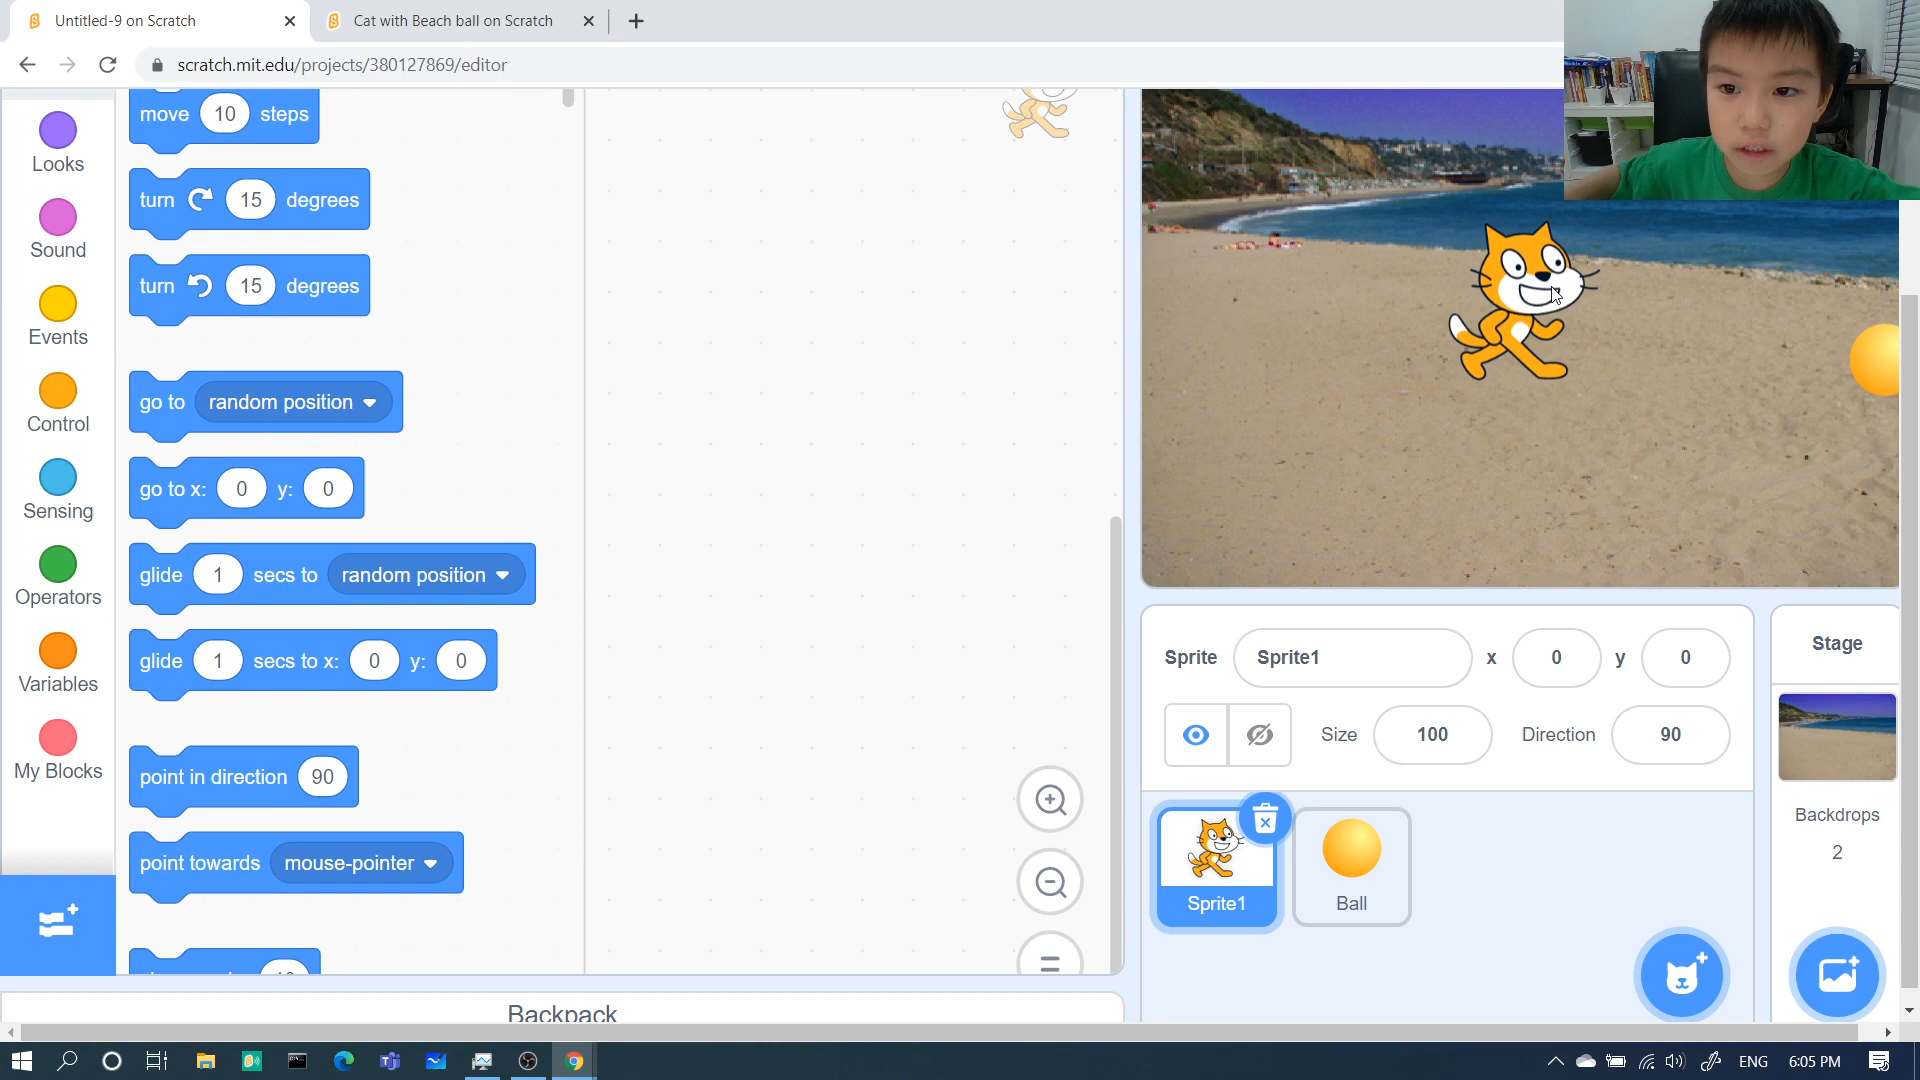 Untitled-9 on Scratch
Cat with Beach ball on Scratch
scratch.mit.edu/projects/380127869/editor
Looks
Sound
Events
Control
Sensing
Operators
Variables
My Blocks
move 10 steps
turn 15 degrees
turn 15 degrees
go to random position
go to x: 0 y: 0
glide 1 secs to random position
glide 1 secs to x: 0 y: 0
point in direction 90
point towards mouse-pointer
Backpack
Sprite Sprite1 x 0 y 0
Size 100 Direction 90
Sprite1
Ball
Stage
Backdrops
2
ENG 6:05 PM